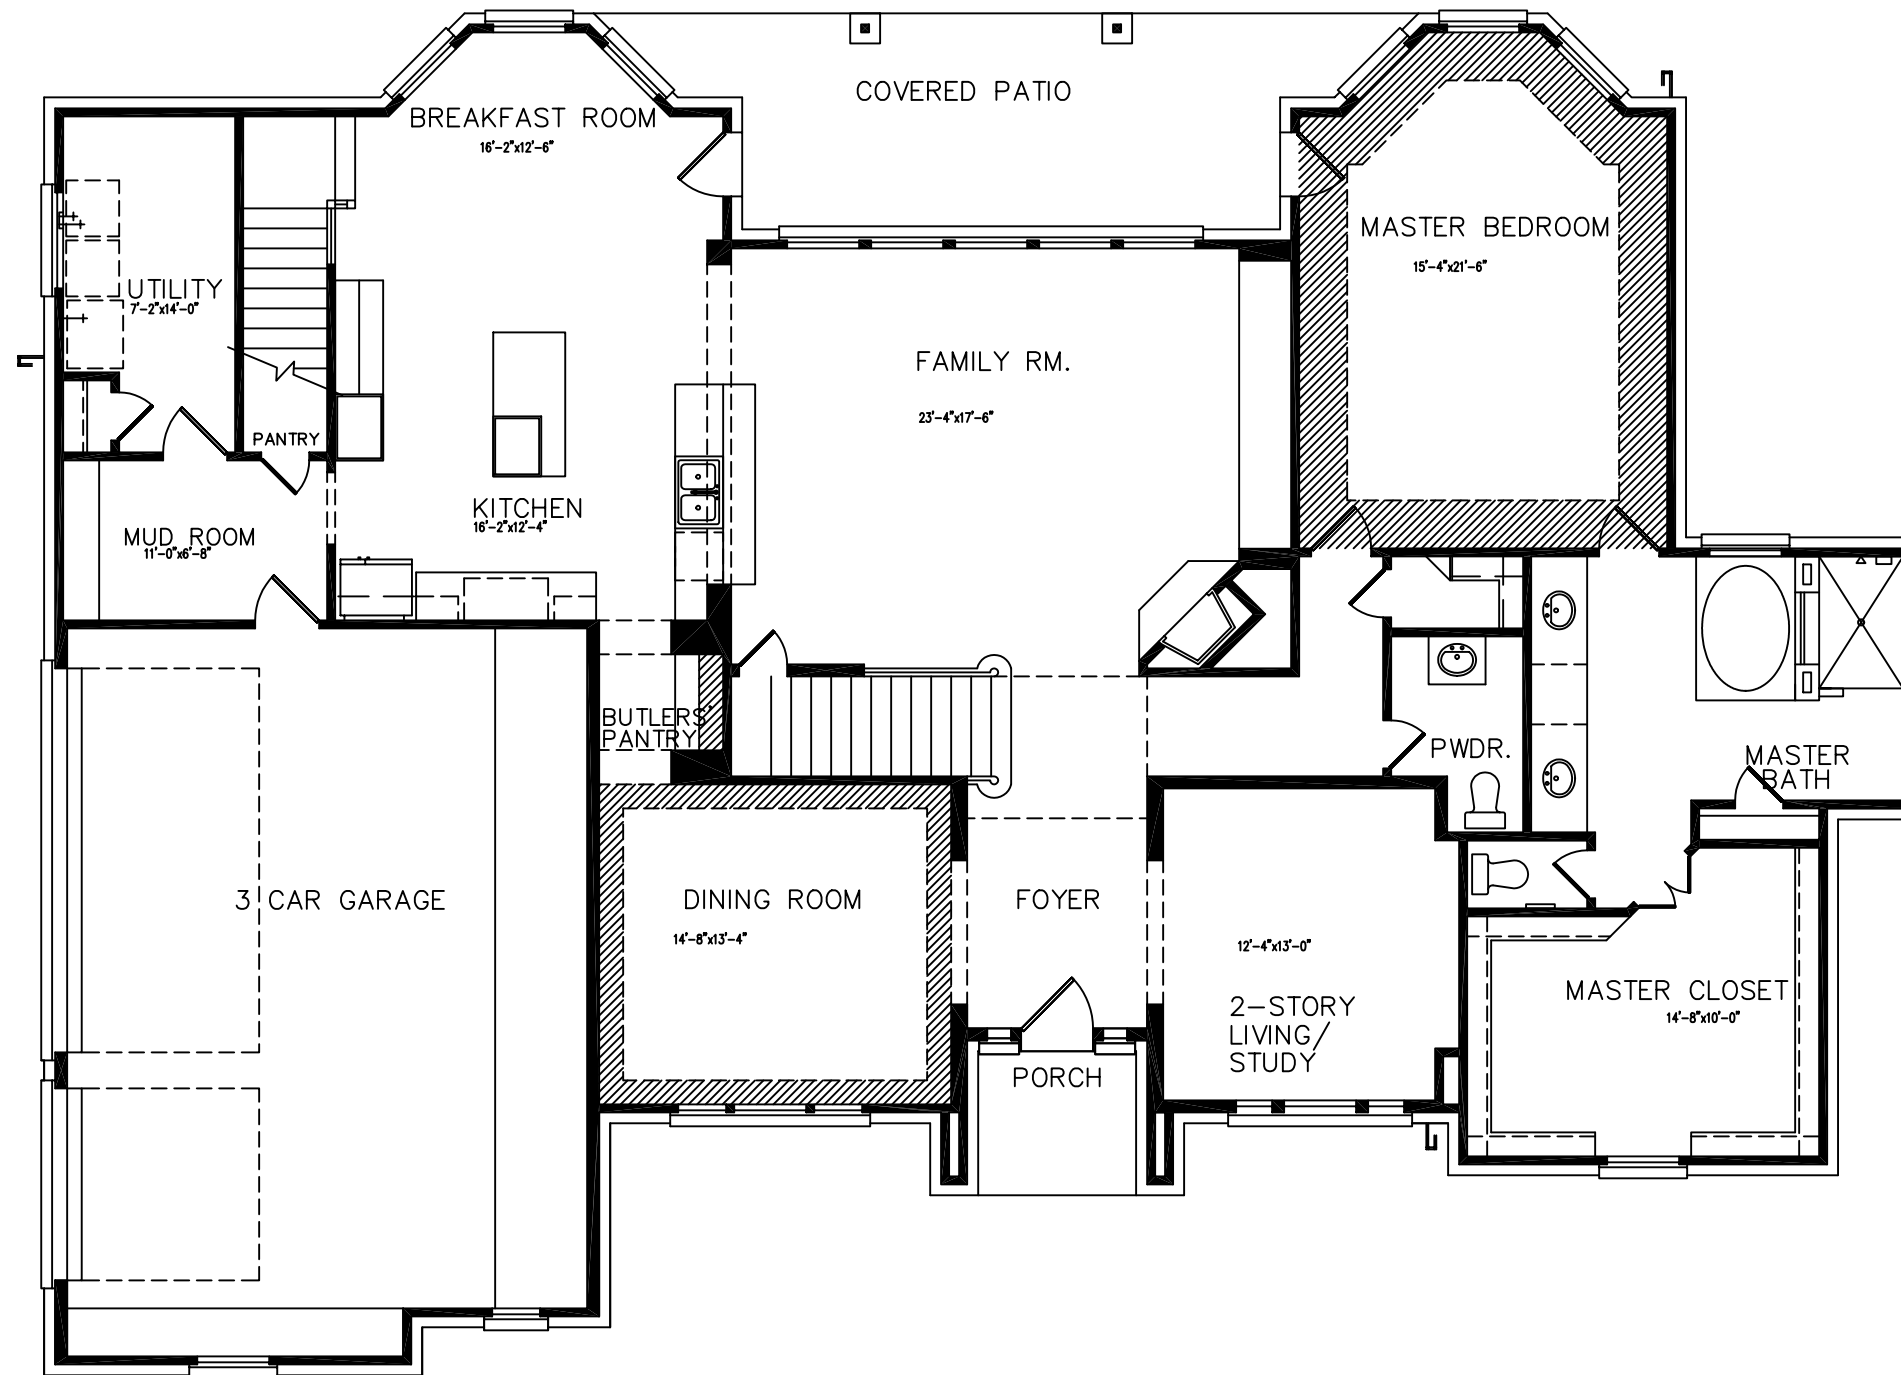 COVERED PATIO
BREAKFAST ROOM
16'-2"x12'-6"
MASTER BEDROOM
15'-4"x21'-6"
UTILITY
7'-2"x14'-0"
FAMILY RM.
23'-4"x17'-6"
PANTRY
KITCHEN
16'-2"x12'-4"
MUD ROOM
11'-0"x6'-8"
BUTLERS'
PANTRY
PWDR.
MASTER
BATH
3 CAR GARAGE
DINING ROOM
14'-8"x13'-4"
FOYER
12'-4"x13'-0"
2-STORY
LIVING/
STUDY
MASTER CLOSET
14'-8"x10'-0"
PORCH